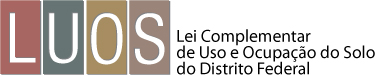 LUOS
Lei Complementar
de Uso e Ocupação do Solo
do Distrito Federal